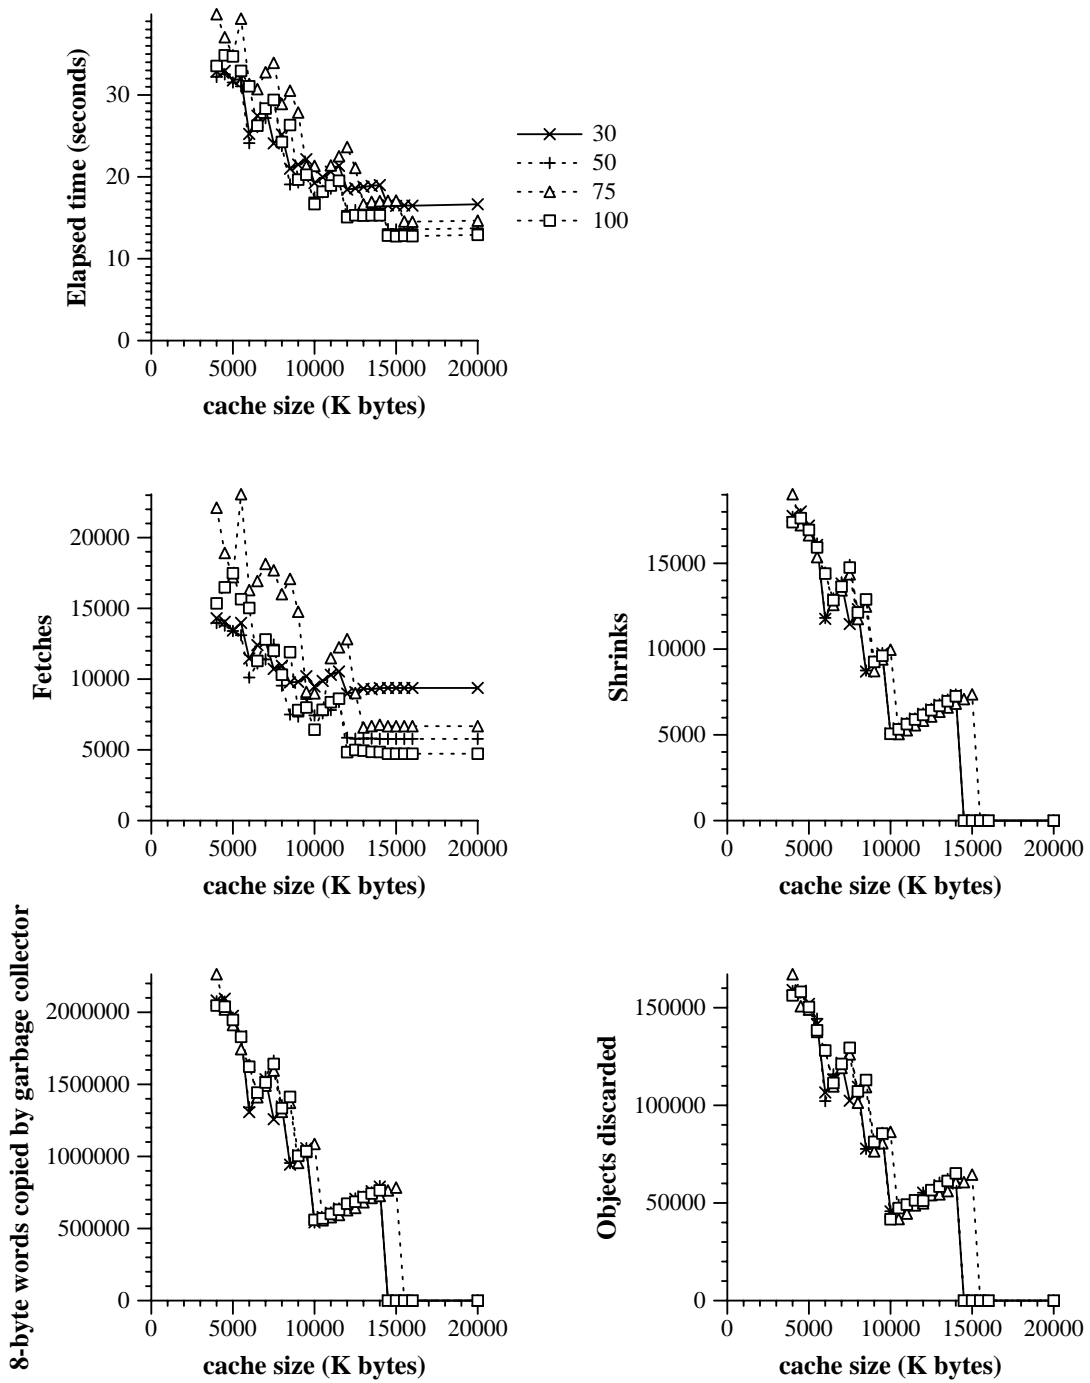 Elapsed time (seconds)
30
20
10
0
0 5000 10000 15000 20000
cache size (K bytes)
30
50
75
100
Fetches
20000
15000
10000
5000
0
0 5000 10000 15000 20000
cache size (K bytes)
Shrinks
15000
10000
5000
0
0 5000 10000 15000 20000
cache size (K bytes)
8-byte words copied by garbage collector
2000000
1500000
1000000
500000
0
0 5000 10000 15000 20000
cache size (K bytes)
Objects discarded
150000
100000
50000
0
0 5000 10000 15000 20000
cache size (K bytes)